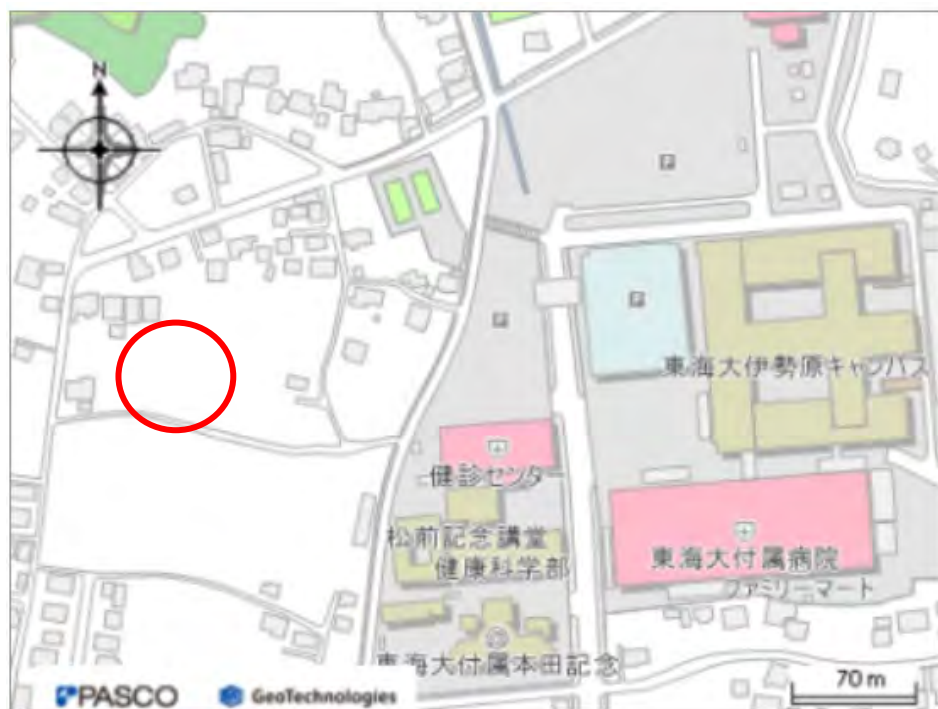 N
P
P
P
東海大伊勢原キャンパス
健診センター
松前記念講堂
健康科学部
東海大付属病院
ファミリーマート
東海大付属本田記念
70 m
PASCO
GeoTechnologies